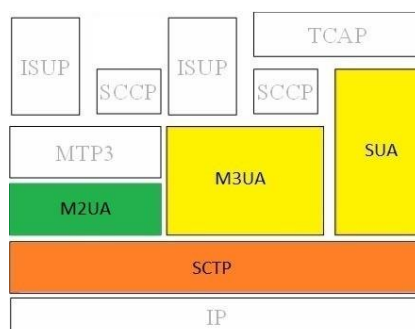 TCAP
ISUP
ISUP
SCCP
SCCP
MTP3
M3UA
SUA
M2UA
SCTP
IP